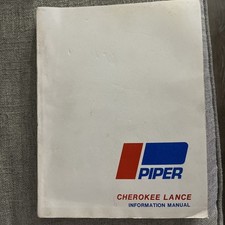 PIPER
CHEROKEE LANCE
INFORMATION MANUAL